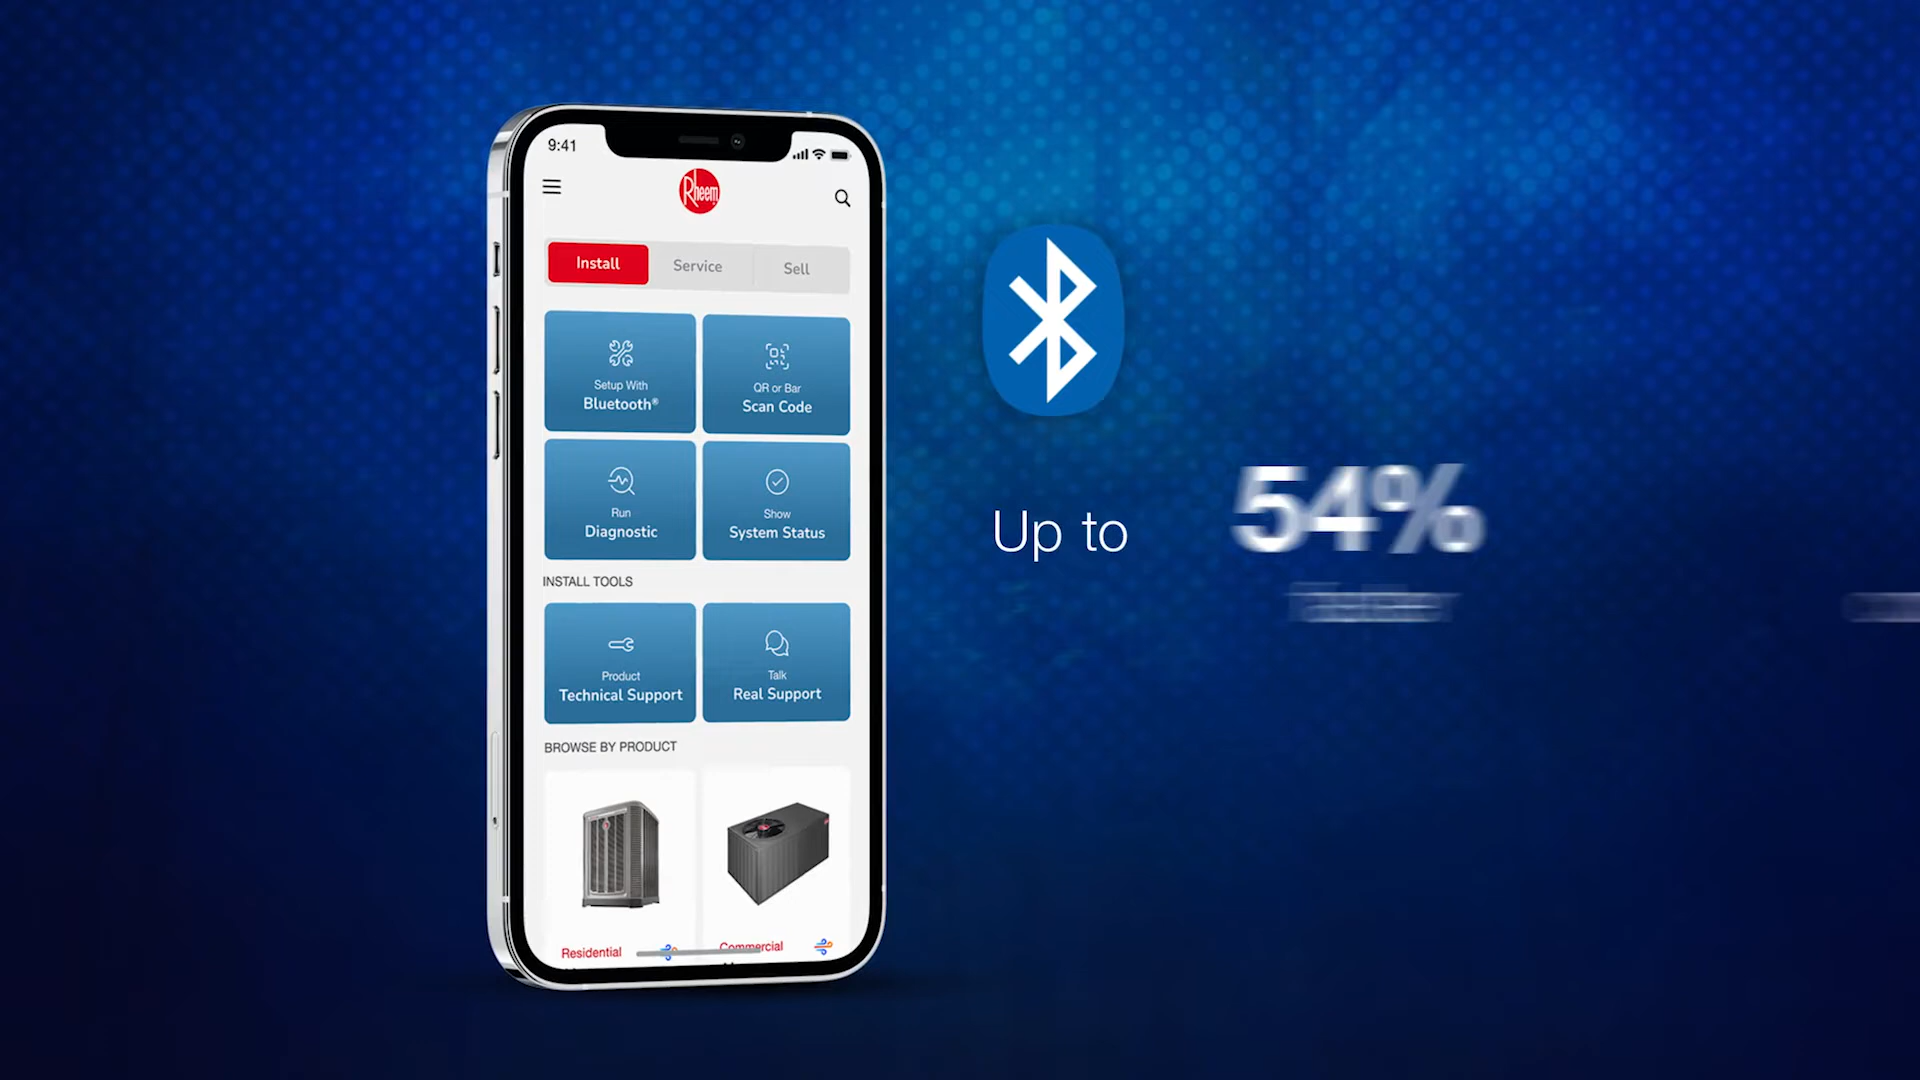 9:41
Rheem
Install
Service
Sell
Setup With
Bluetooth®
QR or Bar
Scan Code
Run
Diagnostic
Show
System Status
INSTALL TOOLS
Product
Technical Support
Talk
Real Support
BROWSE BY PRODUCT
Residential
Commercial
Up to
54%